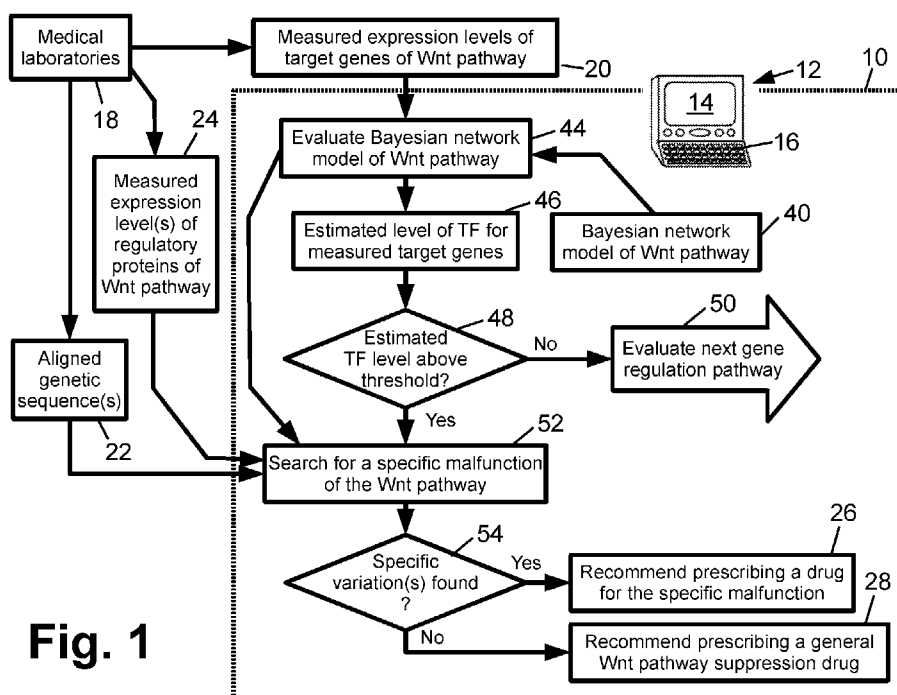 Medical
laboratories
18
Measured expression levels of
target genes of Wnt pathway
20
12
10
14
16
24
Measured
expression
level(s) of
regulatory
proteins of
Wnt pathway
Evaluate Bayesian network
model of Wnt pathway
44
46
Estimated level of TF for
measured target genes
Bayesian network
model of Wnt pathway
40
48
Estimated
TF level above
threshold?
No
Yes
50
Evaluate next gene
regulation pathway
Aligned
genetic
sequence(s)
22
52
Search for a specific malfunction
of the Wnt pathway
54
Specific
variation(s) found
?
Yes
No
26
Recommend prescribing a drug
for the specific malfunction
28
Recommend prescribing a general
Wnt pathway suppression drug
Fig. 1